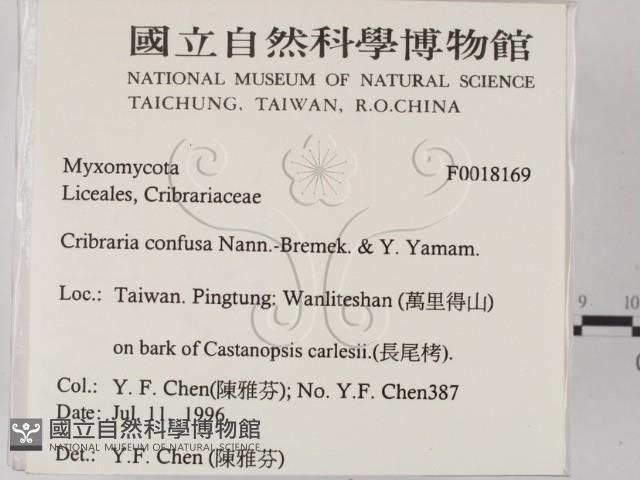 國立自然科學博物館
NATIONAL MUSEUM OF NATURAL SCIENCE
TAICHUNG, TAIWAN, R.O.CHINA
Myxomycota F0018169
Liceales, Cribrariaceae
Cribraria confusa Nann.-Bremek. & Y. Yamam.
Loc.: Taiwan. Pingtung: Wanliteshan (萬里得山)
on bark of Castanopsis carlesii.(長尾栲).
Col.: Y. F. Chen(陳雅芬); No. Y.F. Chen387
Date: Jul. 11, 1996
國立自然科學博物館
NATIONAL MUSEUM OF NATURAL SCIENCE
Det.: Y.F. Chen (陳雅芬)
9 10